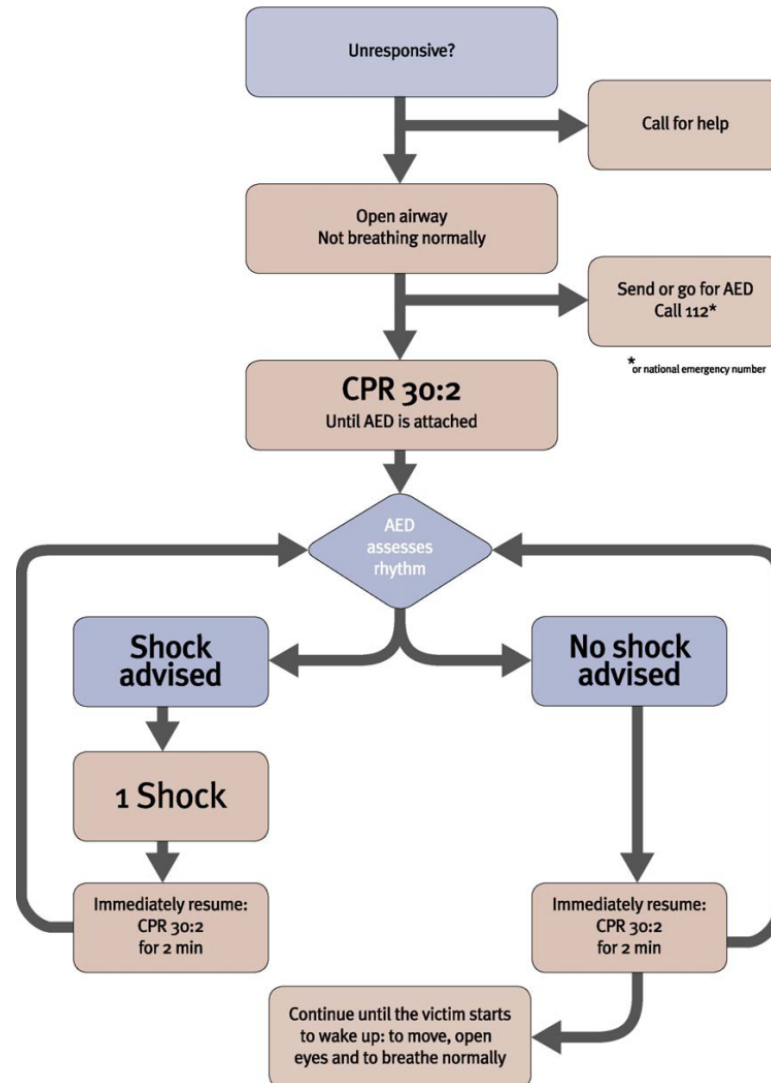 Unresponsive?
Call for help
Open airway
Not breathing normally
Send or go for AED
Call 112*
*or national emergency number
CPR 30:2
Until AED is attached
AED
assesses
rhythm
Shock
advised
No shock
advised
1 Shock
Immediately resume:
CPR 30:2
for 2 min
Immediately resume:
CPR 30:2
for 2 min
Continue until the victim starts
to wake up: to move, open
eyes and to breathe normally